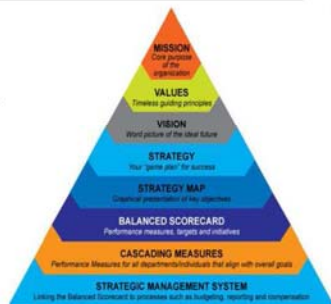 MISSION
Core purpose
of the
organization
VALUES
Timeless guiding principles
VISION
Word picture of the ideal future
STRATEGY
Your "game plan" for success
STRATEGY MAP
Graphical presentation of key objectives
BALANCED SCORECARD
Performance measures, targets and initiatives
CASCADING MEASURES
Performance Measures for all departments/individuals that align with overall goals
STRATEGIC MANAGEMENT SYSTEM
Linking the Balanced Scorecard to processes such as budgeting, reporting and compensation